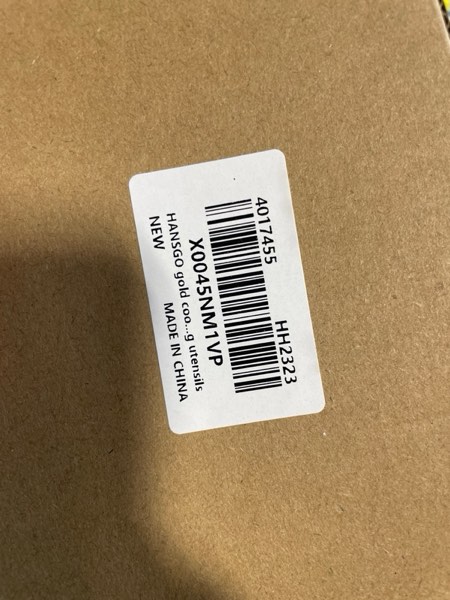 4017455 HH2323
X0045NM1VP
HANSGO gold coo...g utensils
NEW MADE IN CHINA